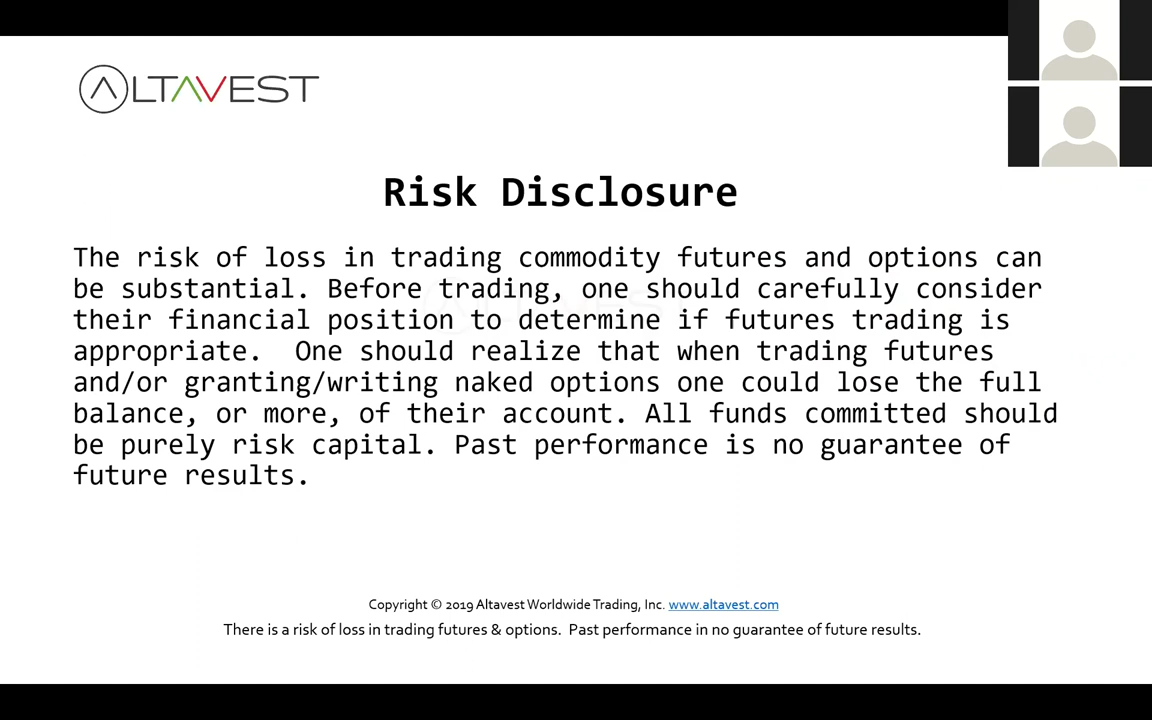 ALTAVEST
Risk Disclosure
The risk of loss in trading commodity futures and options can
be substantial. Before trading, one should carefully consider
their financial position to determine if futures trading is
appropriate.  One should realize that when trading futures
and/or granting/writing naked options one could lose the full
balance, or more, of their account. All funds committed should
be purely risk capital. Past performance is no guarantee of
future results.
Copyright © 2019 Altavest Worldwide Trading, Inc. www.altavest.com
There is a risk of loss in trading futures & options.  Past performance in no guarantee of future results.